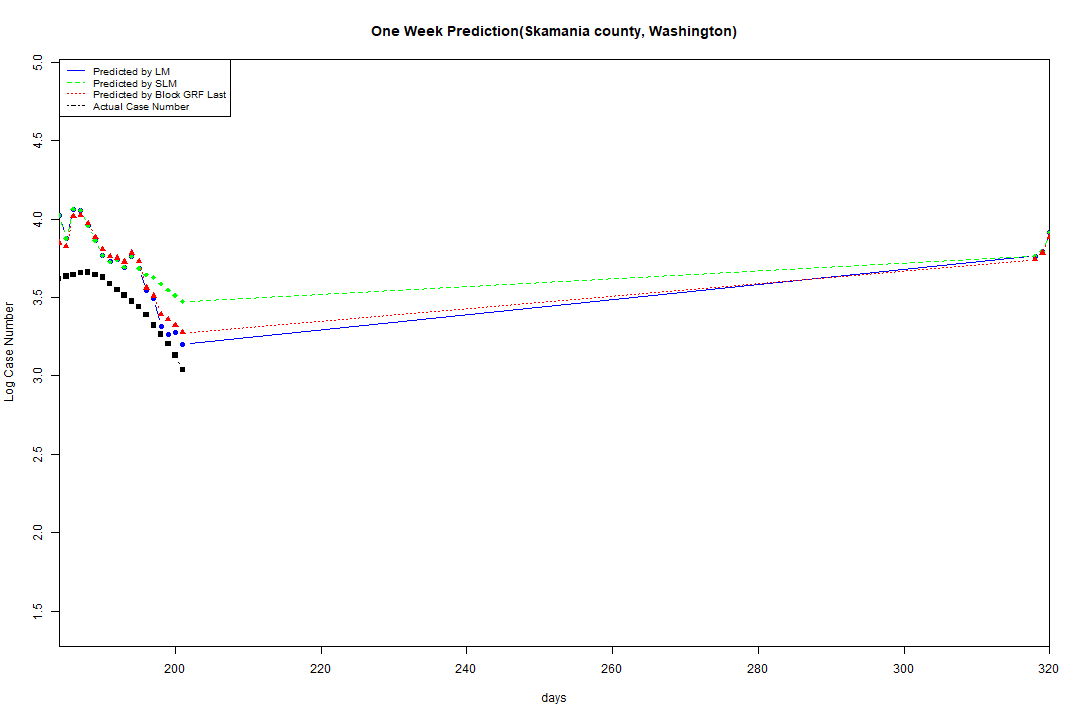 One Week Prediction(Skamania county, Washington)
Predicted by LM
Predicted by SLM
Predicted by Block GRF Last
Actual Case Number
5.0
4.5
4.0
3.5
3.0
2.5
2.0
1.5
Log Case Number
200 220 240 260 280 300 320
days